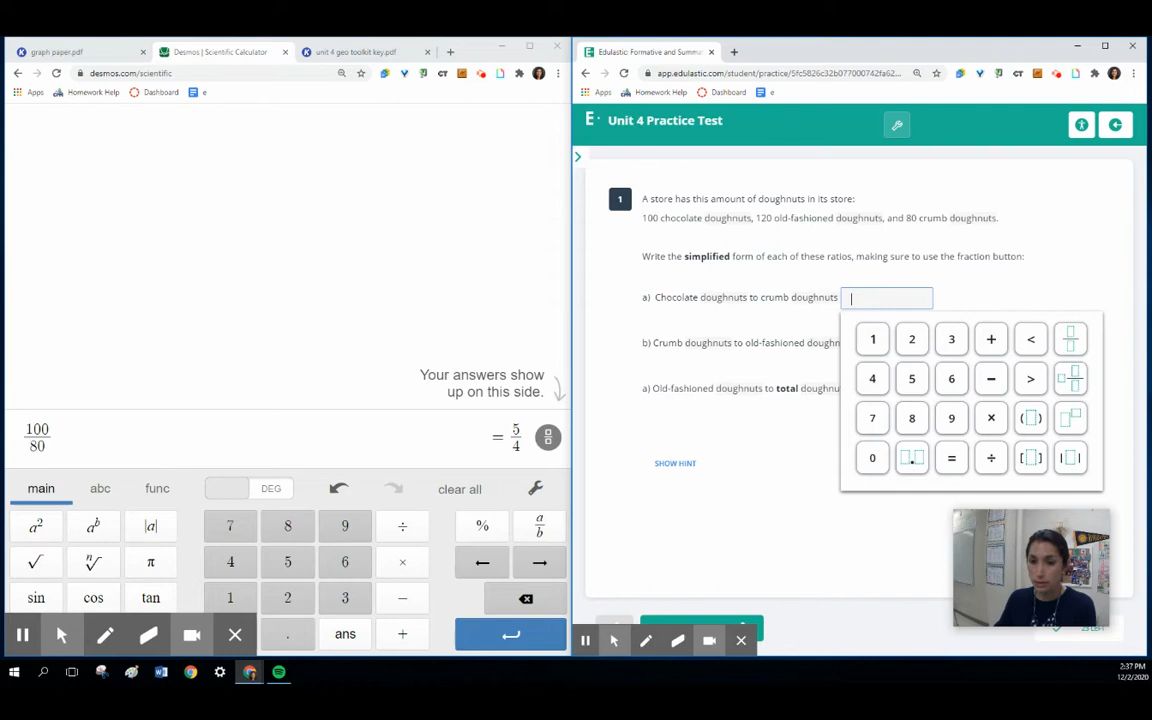 graph paper.pdf
Desmos | Scientific Calculator
unit 4 geo toolkit key.pdf
desmos.com/scientific
Apps
Homework Help
Dashboard
e
Your answers show
up on this side.
100
80
= 5
4
main
abc
func
DEG
clear all
a²
aᵇ
|a|
7
8
9
÷
%
a
b
√
ⁿ√
π
4
5
6
×
←
→
sin
cos
tan
1
2
3
−
.
ans
+
Edulastic: Formative and Summa
app.edulastic.com/student/practice/5fc5826c32b077000742fa62...
Apps
Homework Help
Dashboard
e
E
Unit 4 Practice Test
1
A store has this amount of doughnuts in its store:
100 chocolate doughnuts, 120 old-fashioned doughnuts, and 80 crumb doughnuts.
Write the simplified form of each of these ratios, making sure to use the fraction button:
a) Chocolate doughnuts to crumb doughnuts
b) Crumb doughnuts to old-fashioned doughn
a) Old-fashioned doughnuts to total doughnu
SHOW HINT
1 2 3 + <
4 5 6 − >
7 8 9 × ( )
0 . = ÷ [ ] | |
2:37 PM
12/2/2020